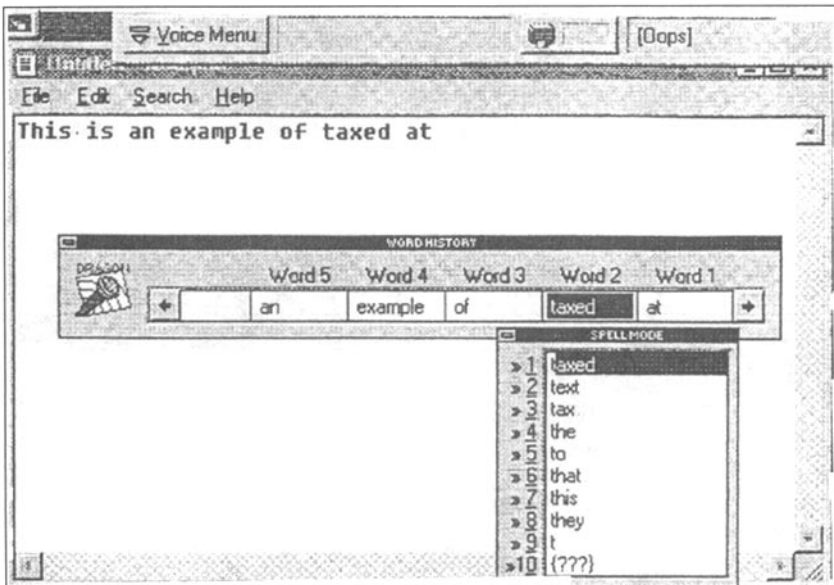 Voice Menu
[Oops]
Untitle
File Edit Search Help
This is an example of taxed at
WORD HISTORY
DRAGON
Word 5 Word 4 Word 3 Word 2 Word 1
an example of taxed at
SPELL MODE
» 1 taxed
» 2 text
» 3 tax
» 4 the
» 5 to
» 6 that
» 7 this
» 8 they
» 9 t
» 10 {???}